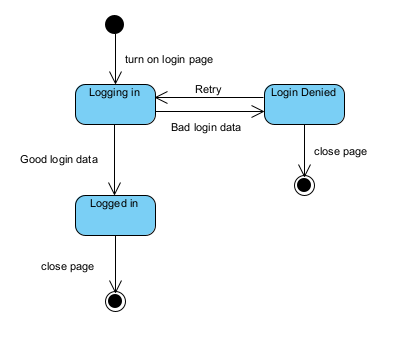 turn on login page
Logging in
Retry
Login Denied
Bad login data
Good login data
close page
Logged in
close page